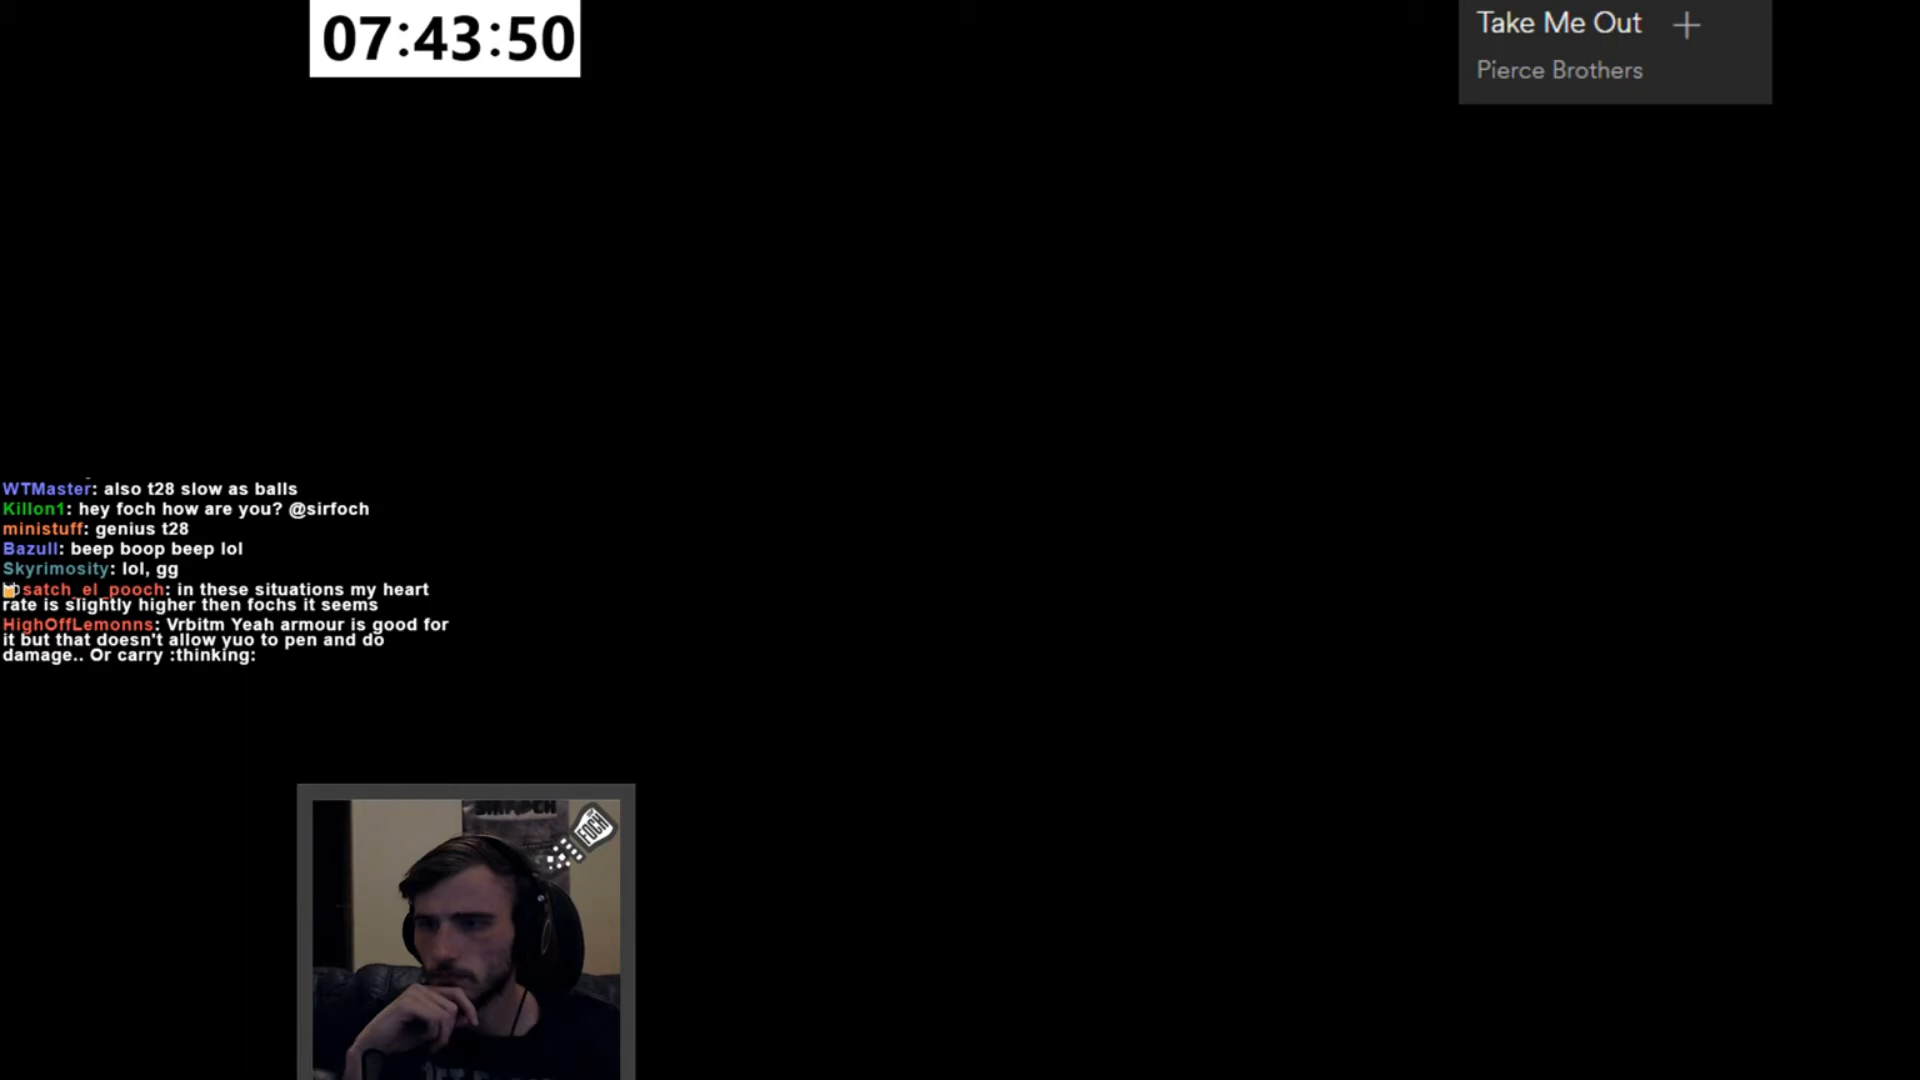 07:43:50
Take Me Out
Pierce Brothers
WTMaster: also t28 slow as balls
Killon1: hey foch how are you? @sirfoch
ministuff: genius t28
Bazull: beep boop beep lol
Skyrimosity: lol, gg
satch_el_pooch: in these situations my heart
rate is slightly higher then fochs it seems
HighOffLemonns: Vrbitm Yeah armour is good for
it but that doesn't allow yuo to pen and do
damage.. Or carry :thinking:
SIRFOCH
FOCH